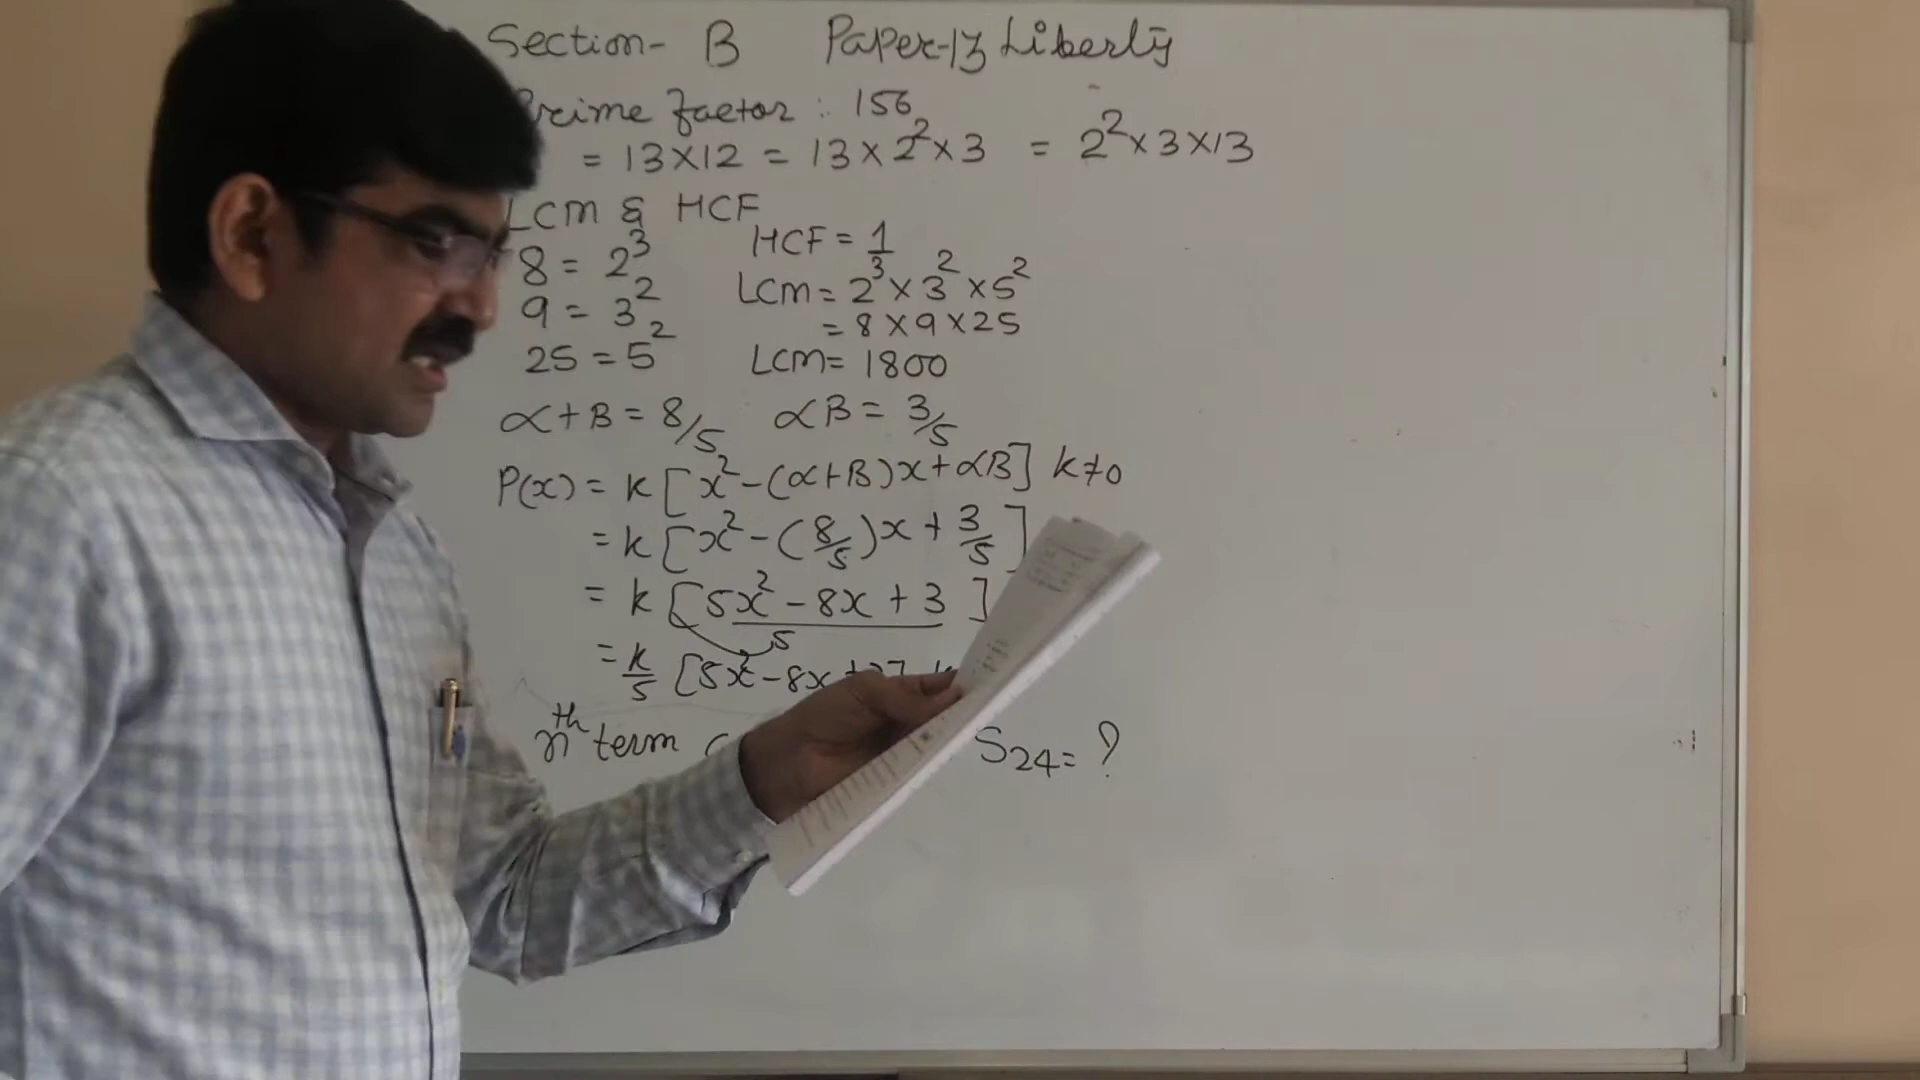 Section- B Paper-13 Liberty
Prime factor : 156
= 13×12 = 13×2²×3 = 2²×3×13
LCM & HCF
8 = 2³ HCF = 1
9 = 3² LCM = 2³×3²×5²
= 8×9×25
25 = 5² LCM = 1800
α+B = 8/5 αB = 3/5
P(x) = k[x²-(α+B)x+αB] k≠0
= k[x²-(8/5)x+3/5]
= k[5x²-8x+3]
5
= k/5 [5x²-8x
nth term S24=?